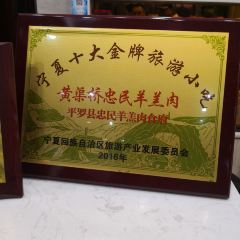 宁夏十大金牌旅游小吃
黄渠桥忠民羊羔肉
平罗县忠民羊羔肉食府
宁夏回族自治区旅游产业发展委员会
2016年